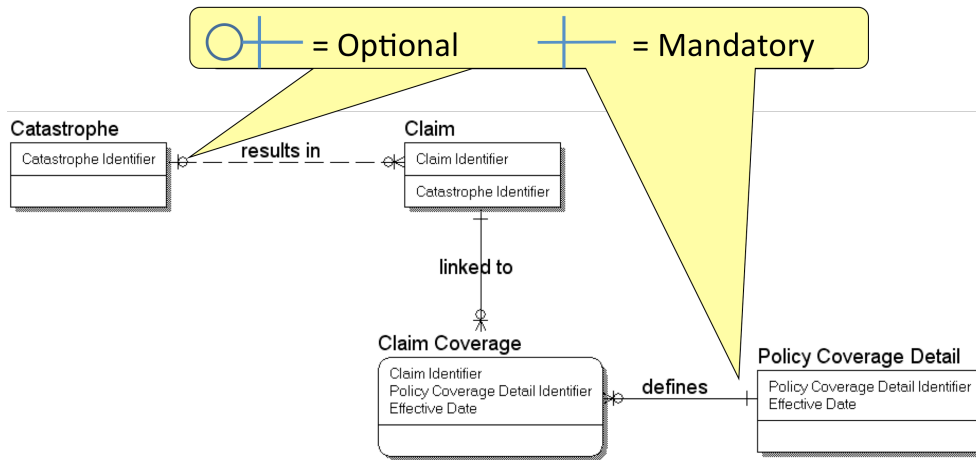 = Optional
= Mandatory
Catastrophe
Catastrophe Identifier
results in
Claim
Claim Identifier
Catastrophe Identifier
linked to
Claim Coverage
Claim Identifier
Policy Coverage Detail Identifier
Effective Date
defines
Policy Coverage Detail
Policy Coverage Detail Identifier
Effective Date